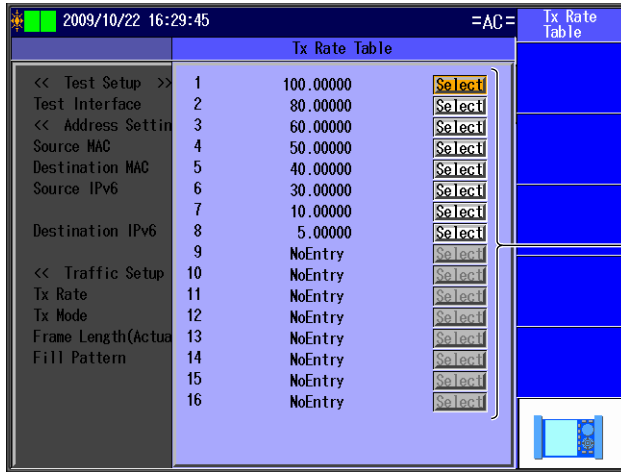 2009/10/22 16:29:45
=AC=
Tx Rate
Table
Tx Rate Table
<< Test Setup >>
Test Interface
<< Address Settin
Source MAC
Destination MAC
Source IPv6
Destination IPv6
<< Traffic Setup
Tx Rate
Tx Mode
Frame Length(Actua
Fill Pattern
1 100.00000 Select
2 80.00000 Select
3 60.00000 Select
4 50.00000 Select
5 40.00000 Select
6 30.00000 Select
7 10.00000 Select
8 5.00000 Select
9 NoEntry Select
10 NoEntry Select
11 NoEntry Select
12 NoEntry Select
13 NoEntry Select
14 NoEntry Select
15 NoEntry Select
16 NoEntry Select